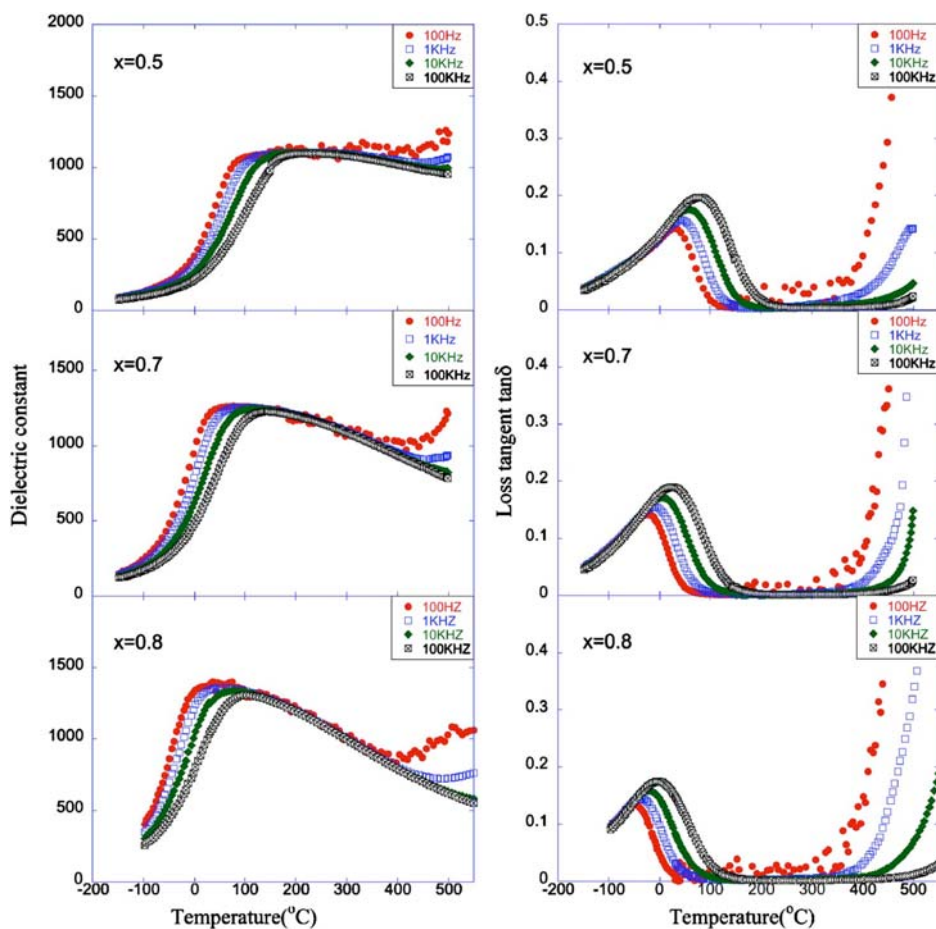 2000
1500
1000
500
0
x=0.5
100Hz
1KHz
10KHz
100KHz
1500
1000
500
0
x=0.7
100Hz
1KHz
10KHz
100KHz
1500
1000
500
0
x=0.8
100HZ
1KHZ
10KHZ
100KHZ
-200 -100 0 100 200 300 400 500
Dielectric constant
Temperature(°C)
0.5
0.4
0.3
0.2
0.1
0
x=0.5
100Hz
1KHz
10KHz
100KHz
0.4
0.3
0.2
0.1
0
x=0.7
100Hz
1KHz
10KHz
100KHz
0.4
0.3
0.2
0.1
0
x=0.8
100HZ
1KHZ
10KHZ
100KHZ
-200 -100 0 100 200 300 400 500
Loss tangent tanδ
Temperature(°C)